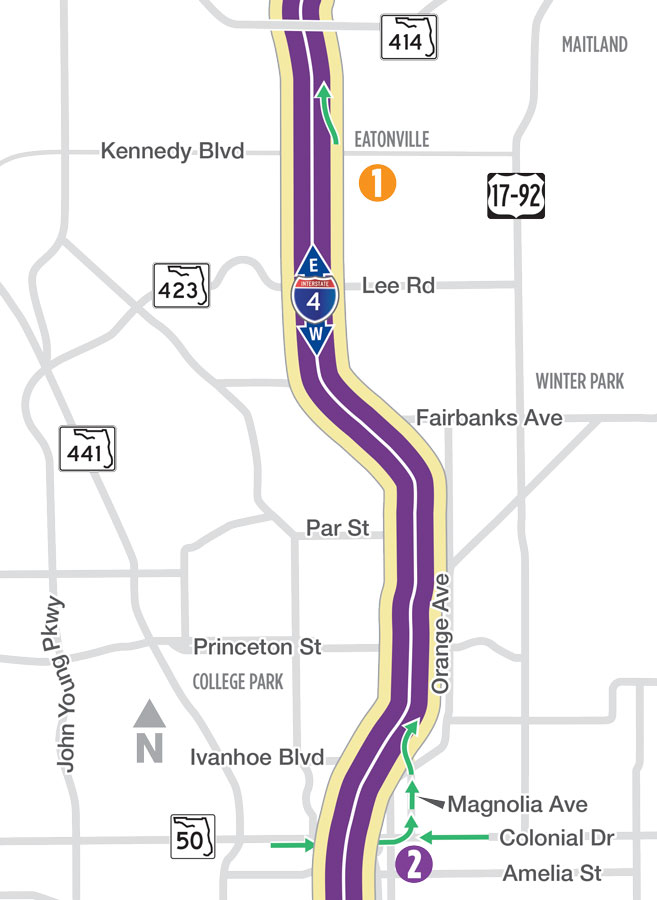 414
MAITLAND
Kennedy Blvd
EATONVILLE
1
17-92
E
INTERSTATE
4
W
423
Lee Rd
WINTER PARK
Fairbanks Ave
441
Par St
Orange Ave
John Young Pkwy
Princeton St
COLLEGE PARK
N
Ivanhoe Blvd
Magnolia Ave
50
Colonial Dr
2
Amelia St